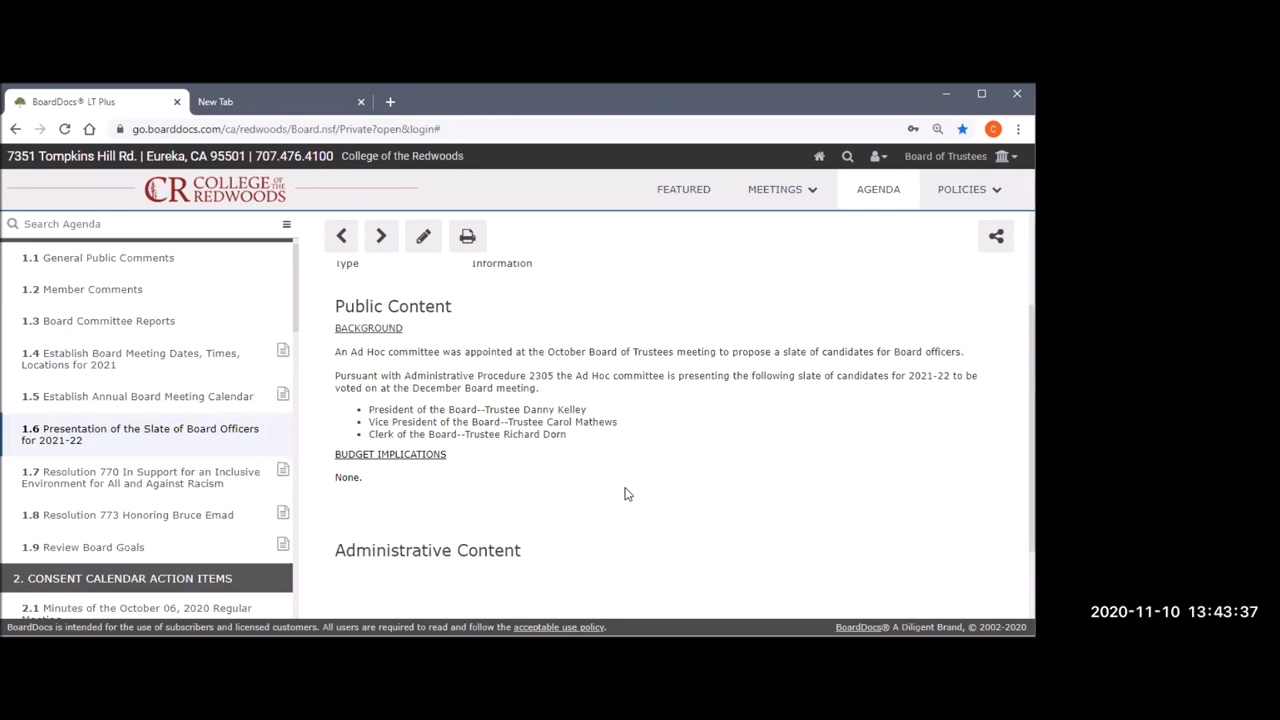 BoardDocs® LT Plus
New Tab
go.boarddocs.com/ca/redwoods/Board.nsf/Private?open&login#
C
7351 Tompkins Hill Rd. | Eureka, CA 95501 | 707.476.4100 College of the Redwoods
Board of Trustees
CR COLLEGE OF THE REDWOODS
FEATURED MEETINGS AGENDA POLICIES
Search Agenda
1.1 General Public Comments
1.2 Member Comments
1.3 Board Committee Reports
1.4 Establish Board Meeting Dates, Times,
Locations for 2021
1.5 Establish Annual Board Meeting Calendar
1.6 Presentation of the Slate of Board Officers
for 2021-22
1.7 Resolution 770 In Support for an Inclusive
Environment for All and Against Racism
1.8 Resolution 773 Honoring Bruce Emad
1.9 Review Board Goals
2. CONSENT CALENDAR ACTION ITEMS
2.1 Minutes of the October 06, 2020 Regular
Meeting
Type Information
Public Content
BACKGROUND
An Ad Hoc committee was appointed at the October Board of Trustees meeting to propose a slate of candidates for Board officers.
Pursuant with Administrative Procedure 2305 the Ad Hoc committee is presenting the following slate of candidates for 2021-22 to be
voted on at the December Board meeting.
• President of the Board--Trustee Danny Kelley
• Vice President of the Board--Trustee Carol Mathews
• Clerk of the Board--Trustee Richard Dorn
BUDGET IMPLICATIONS
None.
Administrative Content
BoardDocs is intended for the use of subscribers and licensed customers. All users are required to read and follow the acceptable use policy.
BoardDocs® A Diligent Brand, © 2002-2020
2020-11-10 13:43:37